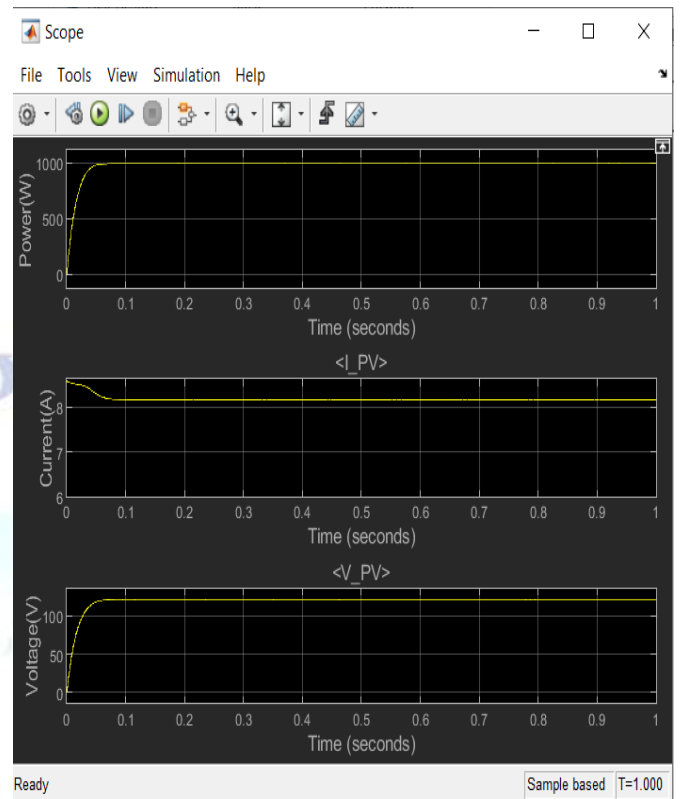 Scope
File Tools View Simulation Help
Power(W)
1000
500
0
0 0.1 0.2 0.3 0.4 0.5 0.6 0.7 0.8 0.9 1
Time (seconds)
<I_PV>
Current(A)
8
7
6
0 0.1 0.2 0.3 0.4 0.5 0.6 0.7 0.8 0.9 1
Time (seconds)
<V_PV>
Voltage(V)
100
50
0
0 0.1 0.2 0.3 0.4 0.5 0.6 0.7 0.8 0.9 1
Time (seconds)
Ready Sample based T=1.000